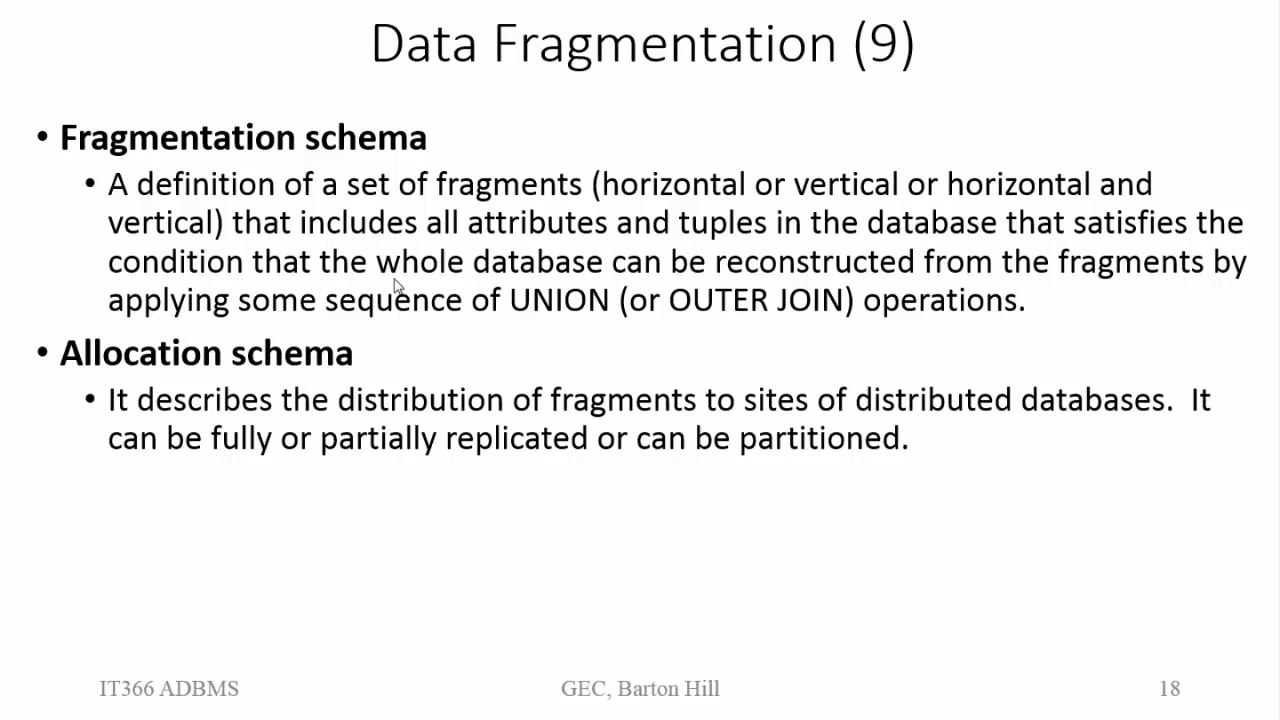 Data Fragmentation (9)
• Fragmentation schema
• A definition of a set of fragments (horizontal or vertical or horizontal and
vertical) that includes all attributes and tuples in the database that satisfies the
condition that the whole database can be reconstructed from the fragments by
applying some sequence of UNION (or OUTER JOIN) operations.
• Allocation schema
• It describes the distribution of fragments to sites of distributed databases.  It
can be fully or partially replicated or can be partitioned.
IT366 ADBMS
GEC, Barton Hill
18